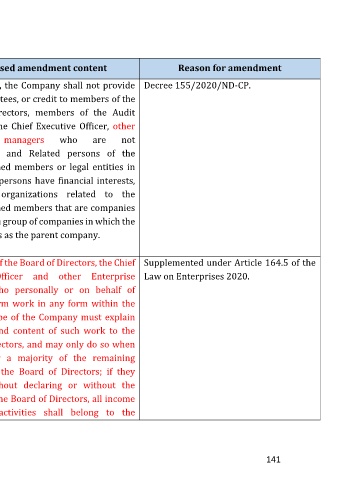 sed amendment content Reason for amendment
, the Company shall not provide Decree 155/2020/ND-CP.
tees, or credit to members of the
rectors, members of the Audit
he Chief Executive Officer, other
managers who are not
and Related persons of the
ned members or legal entities in
persons have financial interests,
organizations related to the
ned members that are companies
a group of companies in which the
s as the parent company.
f the Board of Directors, the Chief Supplemented under Article 164.5 of the
fficer and other Enterprise Law on Enterprises 2020.
ho personally or on behalf of
rm work in any form within the
pe of the Company must explain
nd content of such work to the
ectors, and may only do so when
a majority of the remaining
the Board of Directors; if they
hout declaring or without the
he Board of Directors, all income
activities shall belong to the
141